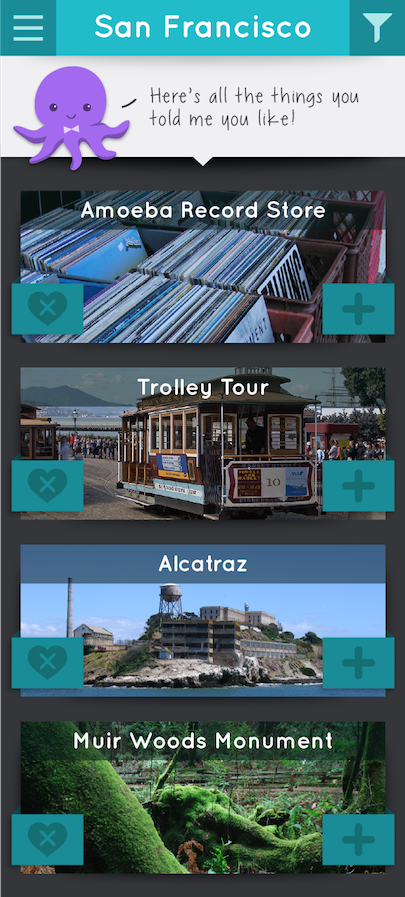 San Francisco
Here's all the things you
told me you like!
Amoeba Record Store
Trolley Tour
10
Alcatraz
Muir Woods Monument